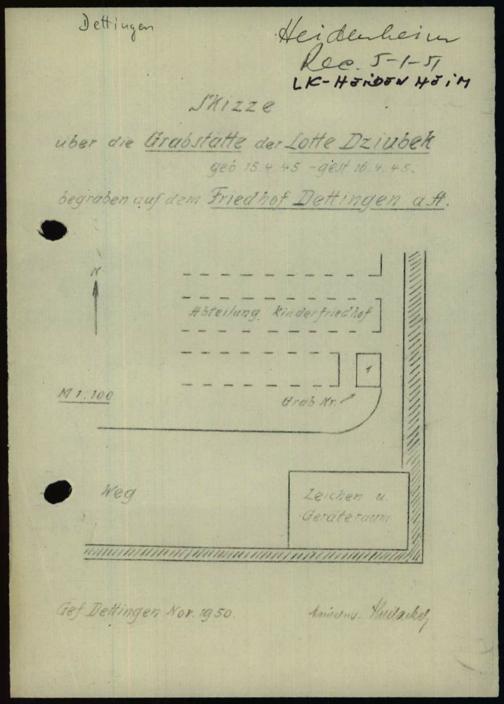 Dettingen
Heidenheim
Rec. 5-1-51
LK-HEIDENHEIM
Skizze
über die Grabstätte der Lotte Dziubek
geb 15.4.45 - gest 16.4.45.
begraben auf dem Friedhof Dettingen a.A.
N
Abteilung Kinderfriedhof
1
M 1:100
Grab Nr.
Weg
Leichen u.
Geräteraum
Gef. Dettingen Nov. 1950.